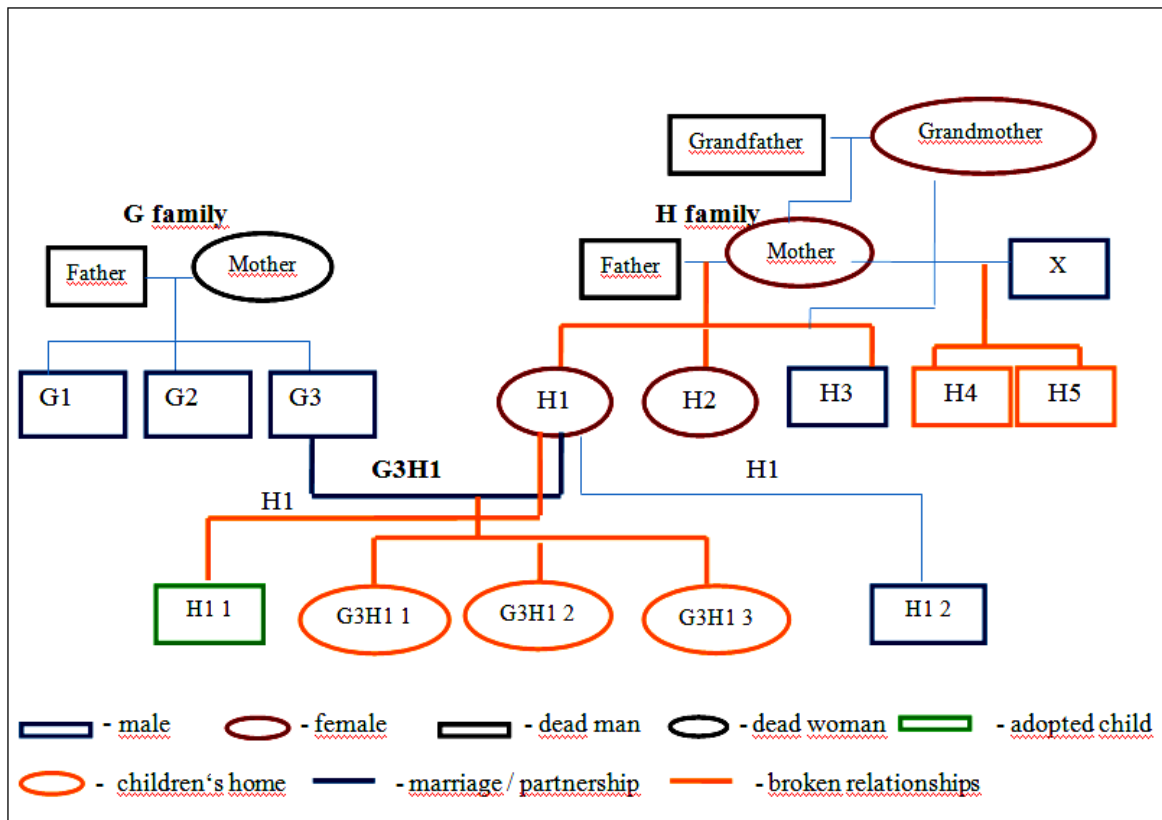 Grandmother
Grandfather
G family
H family
Father
Mother
Father
Mother
X
G1
G2
G3
H1
H2
H3
H4
H5
G3H1
H1
H1
H1 1
G3H1 1
G3H1 2
G3H1 3
H1 2
- male
- female
- dead man
- dead woman
- adopted child
- children‘s home
- marriage / partnership
- broken relationships